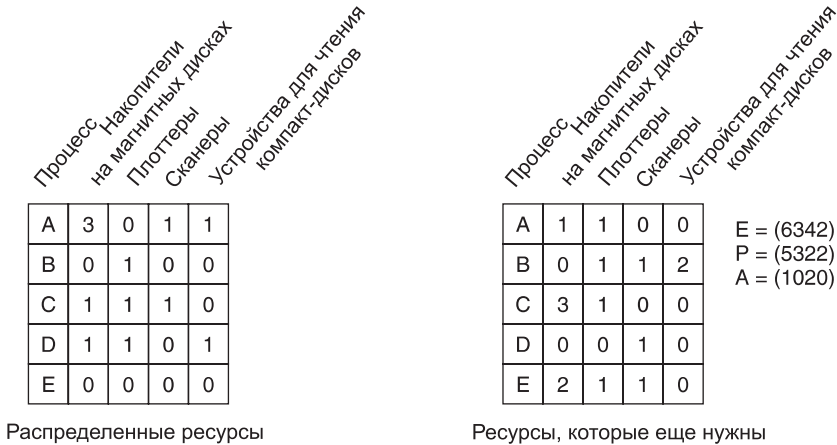 Процесс
Накопители
на магнитных дисках
Плоттеры
Сканеры
Устройства для чтения
компакт-дисков
A 3 0 1 1
B 0 1 0 0
C 1 1 1 0
D 1 1 0 1
E 0 0 0 0
Распределенные ресурсы
Процесс
Накопители
на магнитных дисках
Плоттеры
Сканеры
Устройства для чтения
компакт-дисков
A 1 1 0 0
B 0 1 1 2
C 3 1 0 0
D 0 0 1 0
E 2 1 1 0
Ресурсы, которые еще нужны
E = (6342)
P = (5322)
A = (1020)